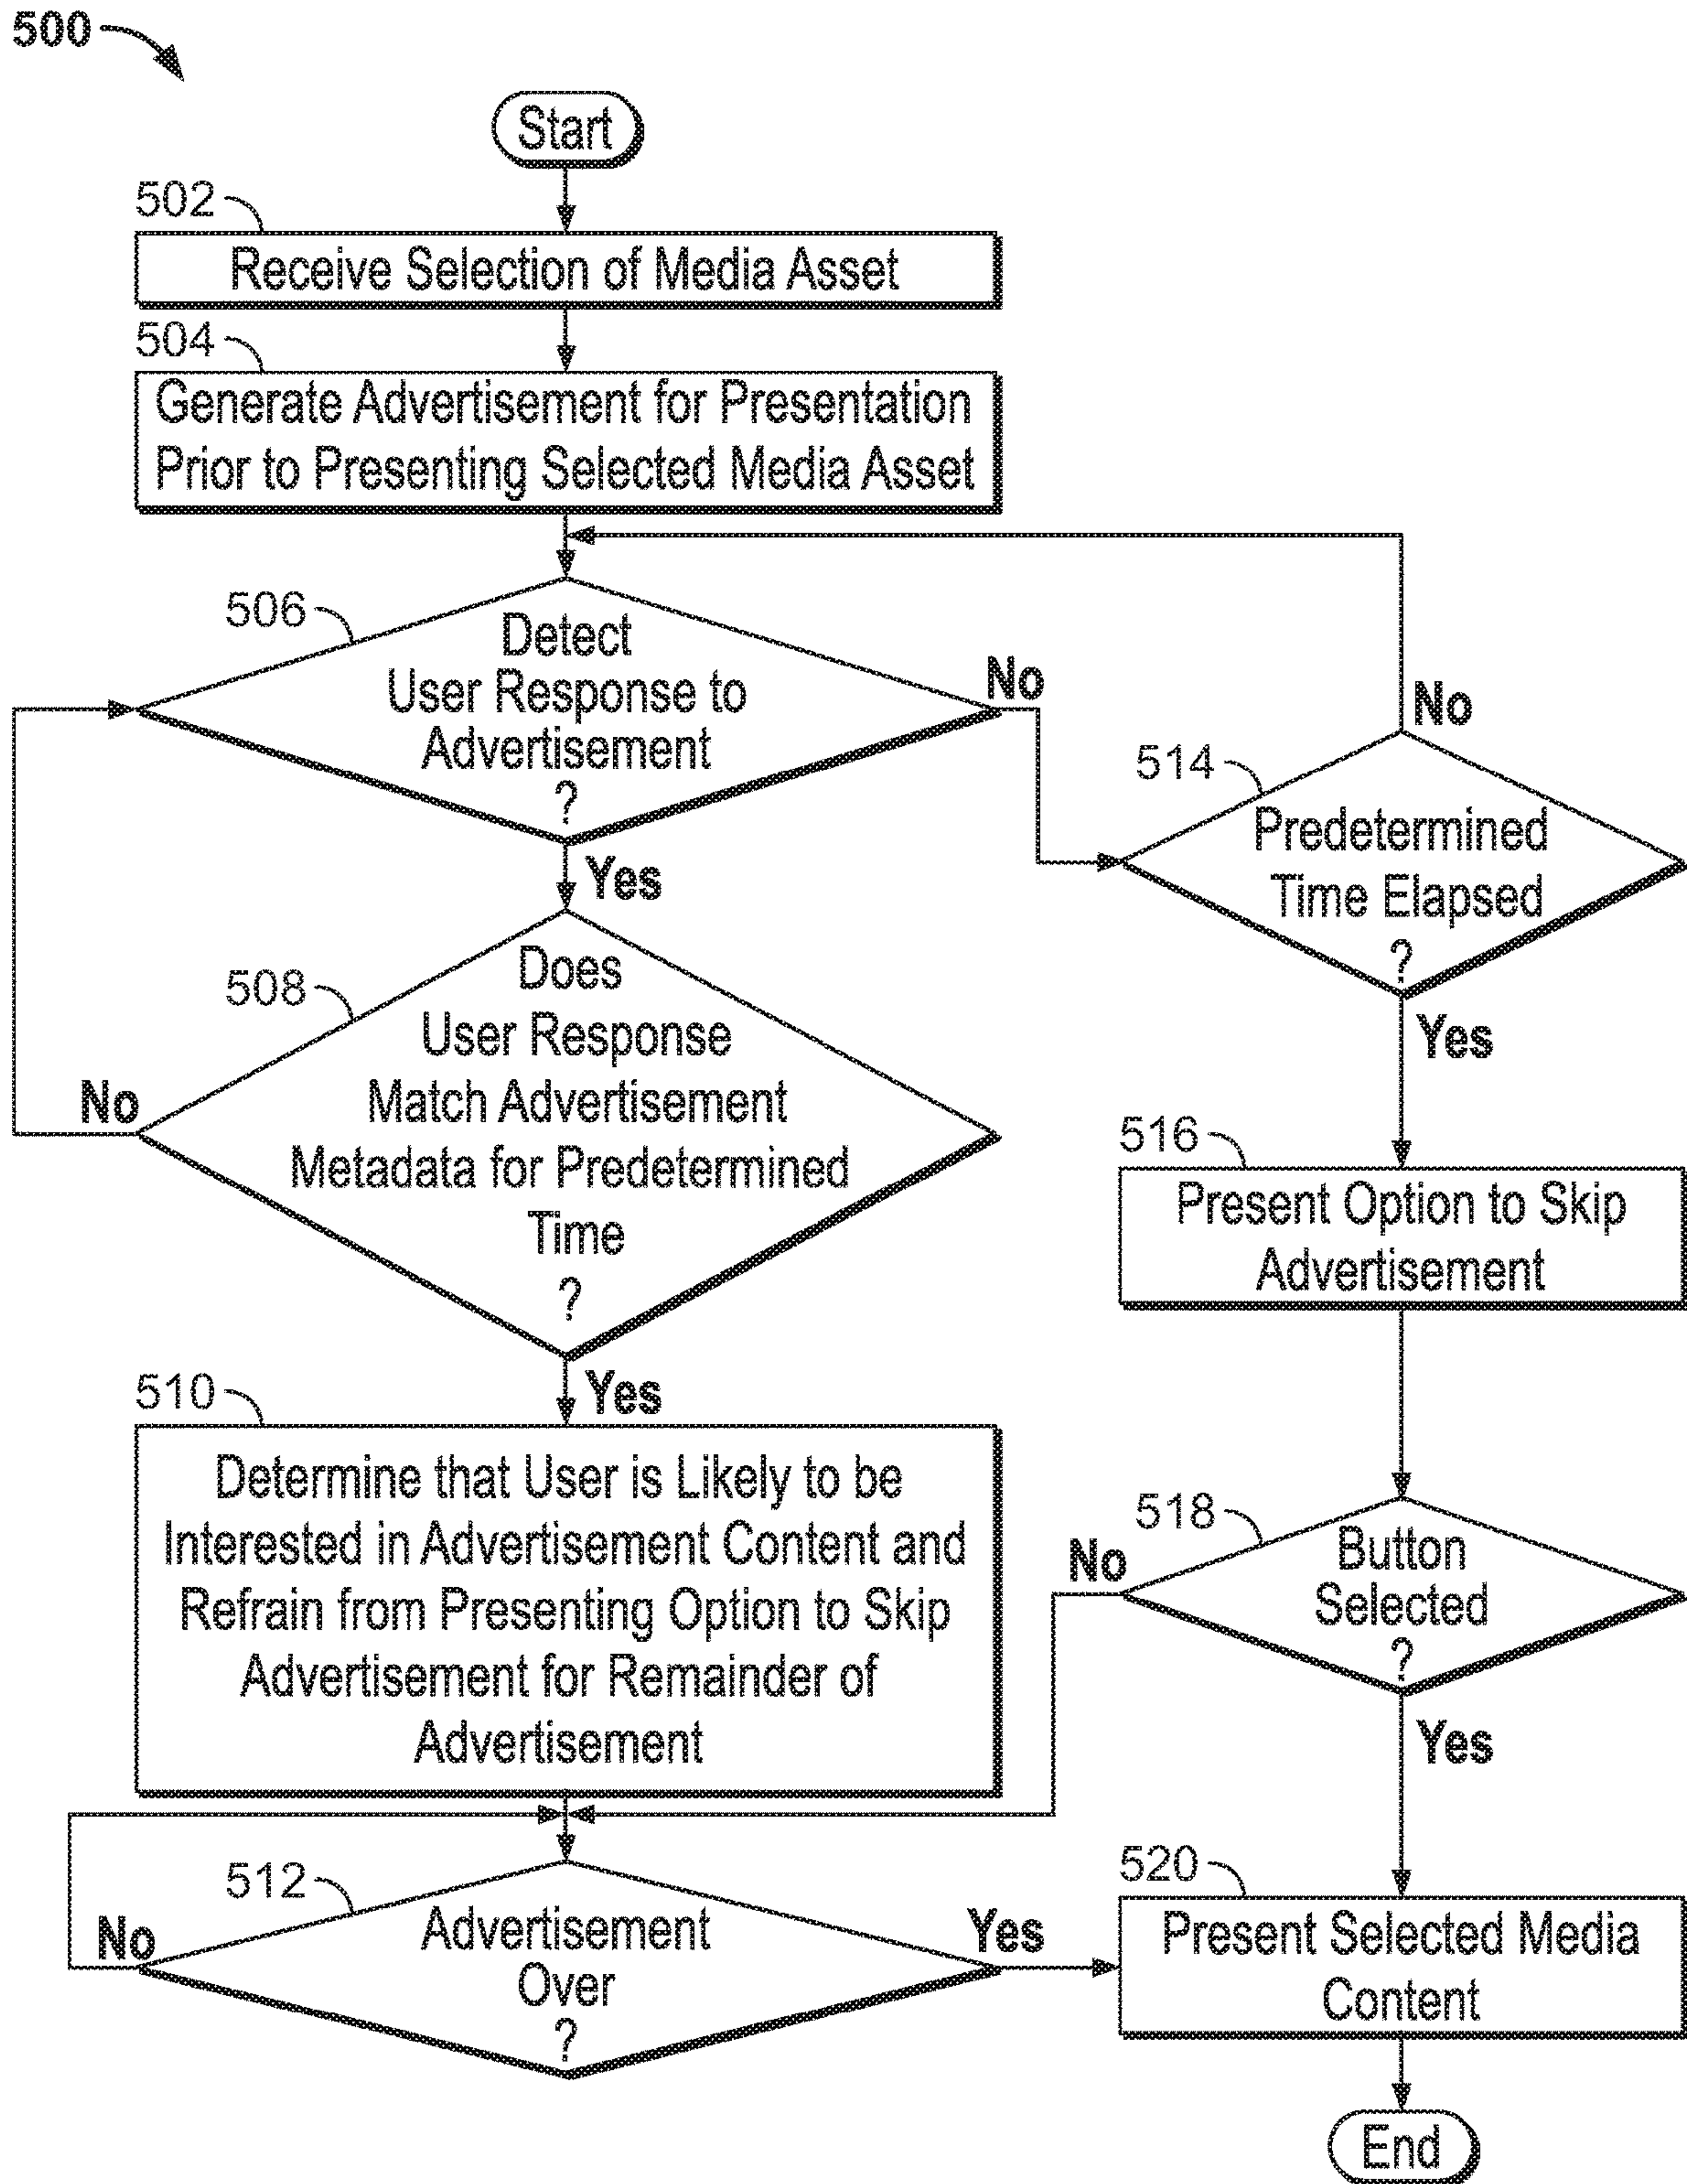 500
Start
502
Receive Selection of Media Asset
504
Generate Advertisement for Presentation
Prior to Presenting Selected Media Asset
506
Detect
User Response to
Advertisement
?
No
Yes
514
No
Predetermined
Time Elapsed
?
Yes
508
Does
User Response
Match Advertisement
Metadata for Predetermined
Time
?
No
Yes
516
Present Option to Skip
Advertisement
510
Determine that User is Likely to be
Interested in Advertisement Content and
Refrain from Presenting Option to Skip
Advertisement for Remainder of
Advertisement
518
Button
Selected
?
No
Yes
512
Advertisement
Over
?
No
Yes
520
Present Selected Media
Content
End